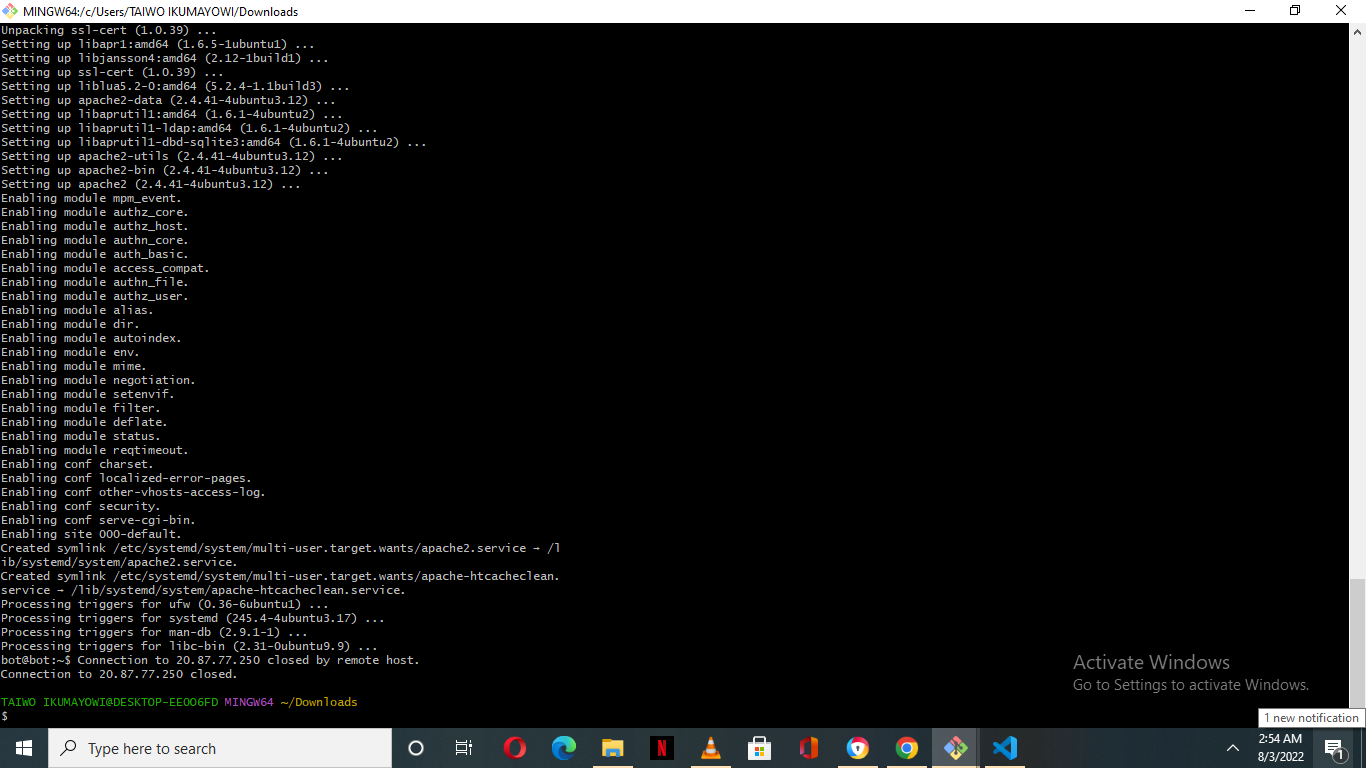 MINGW64:/c/Users/TAIWO IKUMAYOWI/Downloads
Unpacking ssl-cert (1.0.39) ...
Setting up libapr1:amd64 (1.6.5-1ubuntu1) ...
Setting up libjansson4:amd64 (2.12-1build1) ...
Setting up ssl-cert (1.0.39) ...
Setting up liblua5.2-0:amd64 (5.2.4-1.1build3) ...
Setting up apache2-data (2.4.41-4ubuntu3.12) ...
Setting up libaprutil1:amd64 (1.6.1-4ubuntu2) ...
Setting up libaprutil1-ldap:amd64 (1.6.1-4ubuntu2) ...
Setting up libaprutil1-dbd-sqlite3:amd64 (1.6.1-4ubuntu2) ...
Setting up apache2-utils (2.4.41-4ubuntu3.12) ...
Setting up apache2-bin (2.4.41-4ubuntu3.12) ...
Setting up apache2 (2.4.41-4ubuntu3.12) ...
Enabling module mpm_event.
Enabling module authz_core.
Enabling module authz_host.
Enabling module authn_core.
Enabling module auth_basic.
Enabling module access_compat.
Enabling module authn_file.
Enabling module authz_user.
Enabling module alias.
Enabling module dir.
Enabling module autoindex.
Enabling module env.
Enabling module mime.
Enabling module negotiation.
Enabling module setenvif.
Enabling module filter.
Enabling module deflate.
Enabling module status.
Enabling module reqtimeout.
Enabling conf charset.
Enabling conf localized-error-pages.
Enabling conf other-vhosts-access-log.
Enabling conf security.
Enabling conf serve-cgi-bin.
Enabling site 000-default.
Created symlink /etc/systemd/system/multi-user.target.wants/apache2.service → /l
ib/systemd/system/apache2.service.
Created symlink /etc/systemd/system/multi-user.target.wants/apache-htcacheclean.
service → /lib/systemd/system/apache-htcacheclean.service.
Processing triggers for ufw (0.36-6ubuntu1) ...
Processing triggers for systemd (245.4-4ubuntu3.17) ...
Processing triggers for man-db (2.9.1-1) ...
Processing triggers for libc-bin (2.31-0ubuntu9.9) ...
bot@bot:~$ Connection to 20.87.77.250 closed by remote host.
Connection to 20.87.77.250 closed.
TAIWO IKUMAYOWI@DESKTOP-EEOO6FD MINGW64 ~/Downloads
$
Activate Windows
Go to Settings to activate Windows.
1 new notification
Type here to search
N
2:54 AM
8/3/2022
1